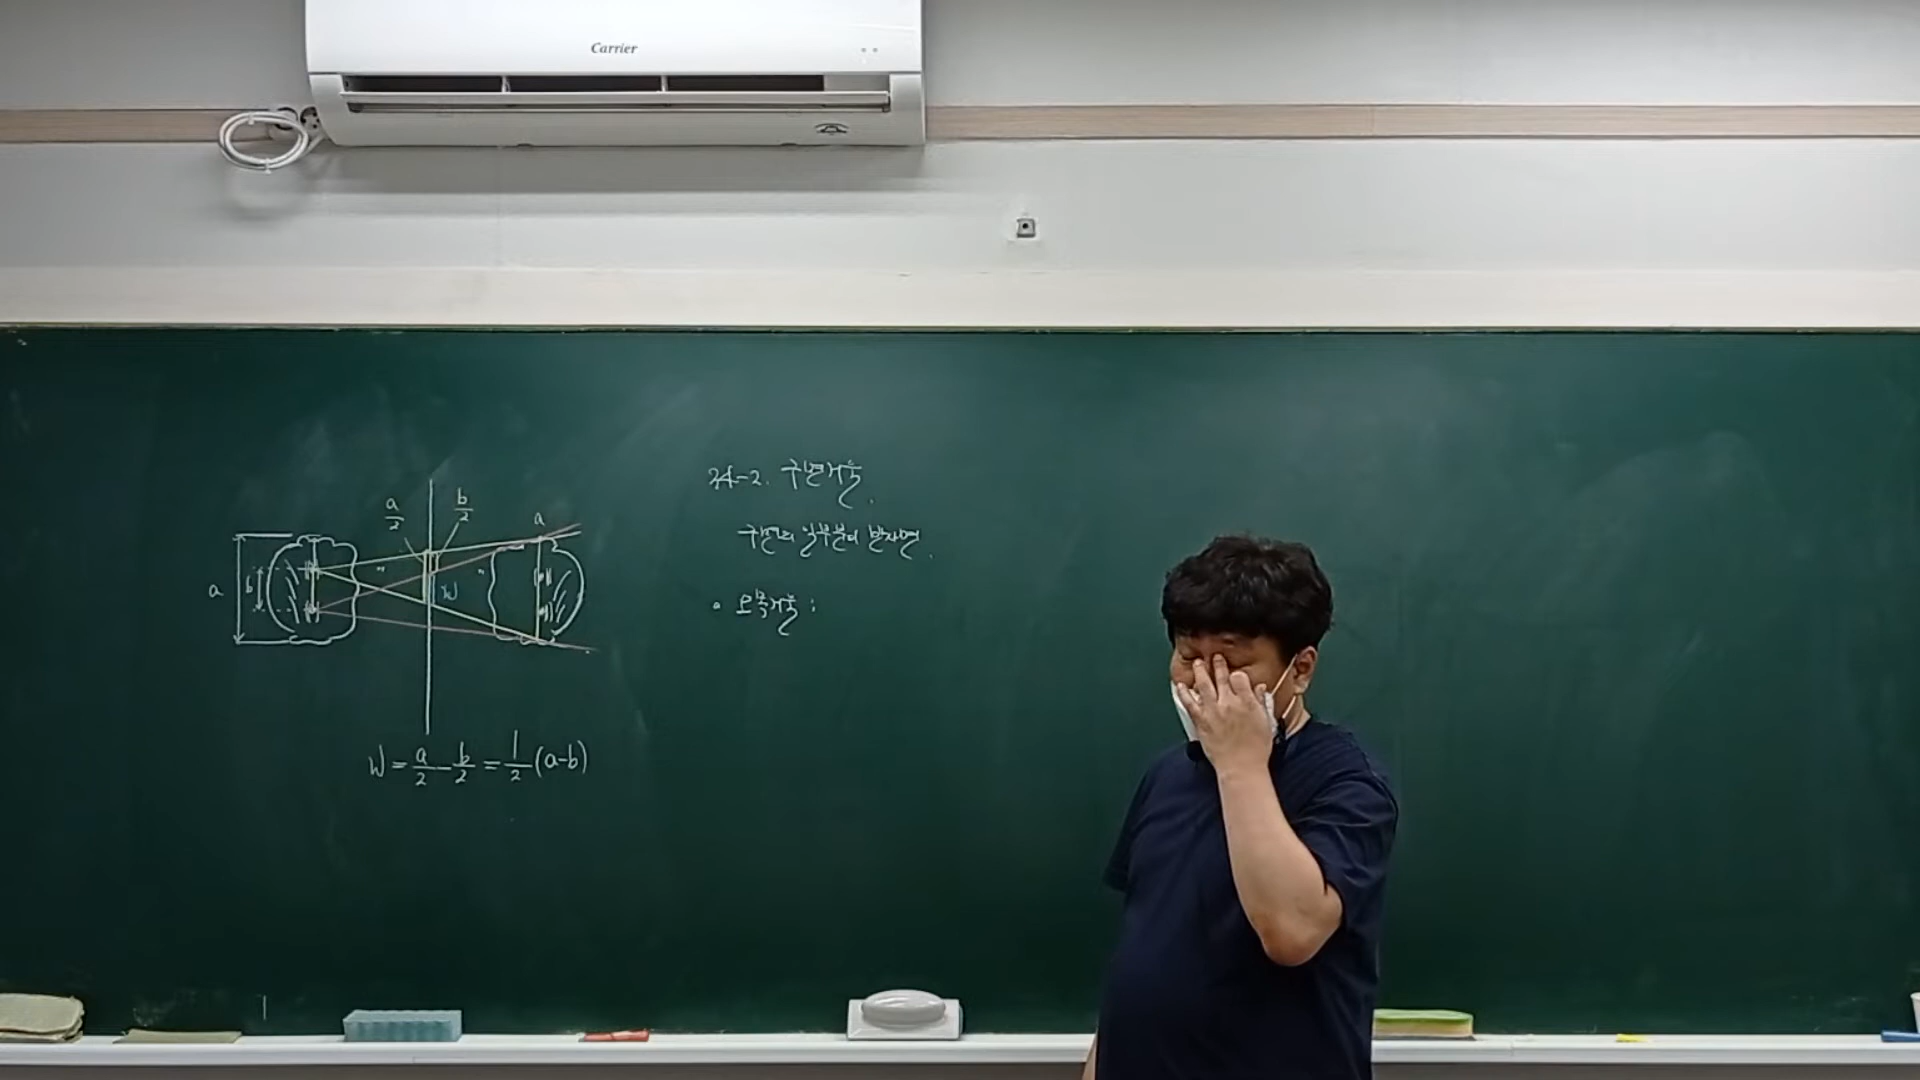 Carrier
a/2
b/2
a
a
b
W
W = a/2 - b/2 = 1/2 (a-b)
34-2. 구면거울.
구면의 일부분이 반사면.
• 오목거울 :